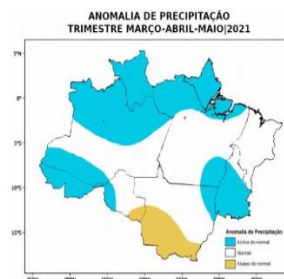 ANOMALIA DE PRECIPITAÇÃO
TRIMESTRE MARÇO-ABRIL-MAIO|2021
5°N
0°
5°S
10°S
15°S
Anomalia de Precipitação
Acima do normal
Normal
Abaixo do normal